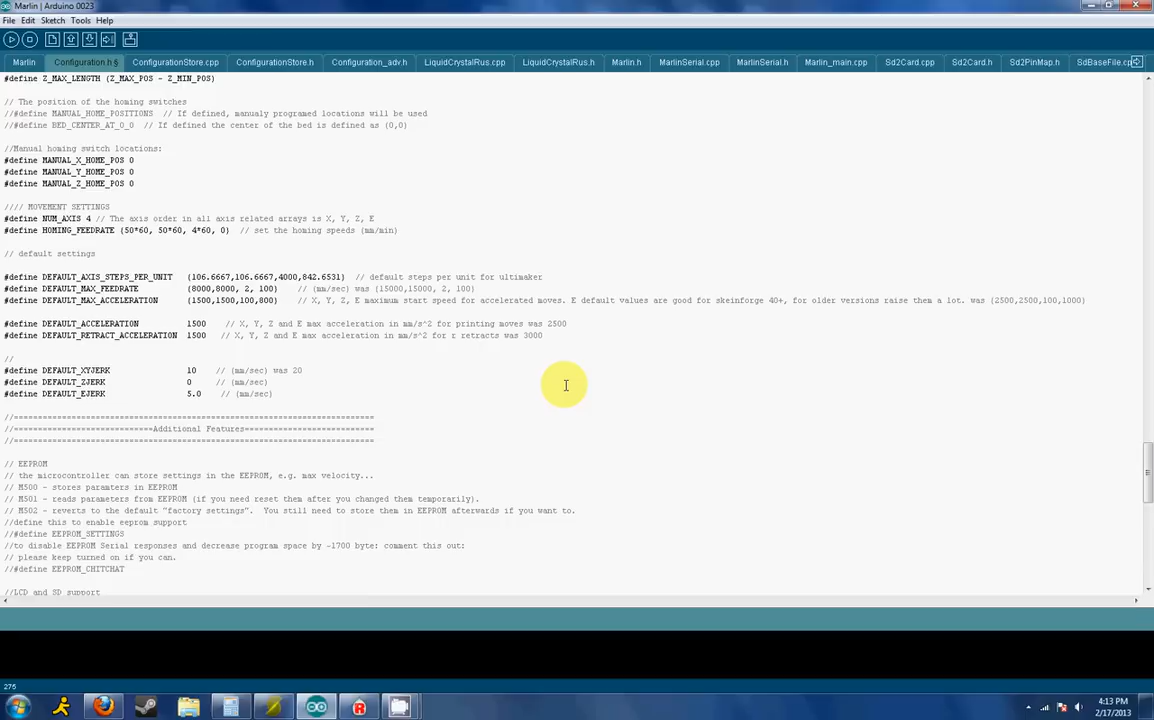 Marlin | Arduino 0023
File Edit Sketch Tools Help
Marlin Configuration.h § ConfigurationStore.cpp ConfigurationStore.h Configuration_adv.h LiquidCrystalRus.cpp LiquidCrystalRus.h Marlin.h MarlinSerial.cpp MarlinSerial.h Marlin_main.cpp Sd2Card.cpp Sd2Card.h Sd2PinMap.h SdBaseFile.cp
#define Z_MAX_LENGTH (Z_MAX_POS - Z_MIN_POS)
// The position of the homing switches
//#define MANUAL_HOME_POSITIONS // If defined, manualy programed locations will be used
//#define BED_CENTER_AT_0_0 // If defined the center of the bed is defined as (0,0)
//Manual homing switch locations:
#define MANUAL_X_HOME_POS 0
#define MANUAL_Y_HOME_POS 0
#define MANUAL_Z_HOME_POS 0
//// MOVEMENT SETTINGS
#define NUM_AXIS 4 // The axis order in all axis related arrays is X, Y, Z, E
#define HOMING_FEEDRATE {50*60, 50*60, 4*60, 0} // set the homing speeds (mm/min)
// default settings
#define DEFAULT_AXIS_STEPS_PER_UNIT {106.6667,106.6667,4000,842.6531} // default steps per unit for ultimaker
#define DEFAULT_MAX_FEEDRATE {8000,8000, 2, 100} // (mm/sec) was {15000,15000, 2, 100}
#define DEFAULT_MAX_ACCELERATION {1500,1500,100,800} // X, Y, Z, E maximum start speed for accelerated moves. E default values are good for skeinforge 40+, for older versions raise them a lot. was {2500,2500,100,1000}
#define DEFAULT_ACCELERATION 1500 // X, Y, Z and E max acceleration in mm/s^2 for printing moves was 2500
#define DEFAULT_RETRACT_ACCELERATION 1500 // X, Y, Z and E max acceleration in mm/s^2 for r retracts was 3000
//
#define DEFAULT_XYJERK 10 // (mm/sec) was 20
#define DEFAULT_ZJERK 0 // (mm/sec)
#define DEFAULT_EJERK 5.0 // (mm/sec)
//===========================================================================
//============================Additional Features===========================
//===========================================================================
// EEPROM
// the microcontroller can store settings in the EEPROM, e.g. max velocity...
// M500 - stores paramters in EEPROM
// M501 - reads parameters from EEPROM (if you need reset them after you changed them temporarily).
// M502 - reverts to the default "factory settings". You still need to store them in EEPROM afterwards if you want to.
//define this to enable eeprom support
//#define EEPROM_SETTINGS
//to disable EEPROM Serial responses and decrease program space by ~1700 byte: comment this out:
// please keep turned on if you can.
//#define EEPROM_CHITCHAT
//LCD and SD support
276
4:13 PM
2/17/2013